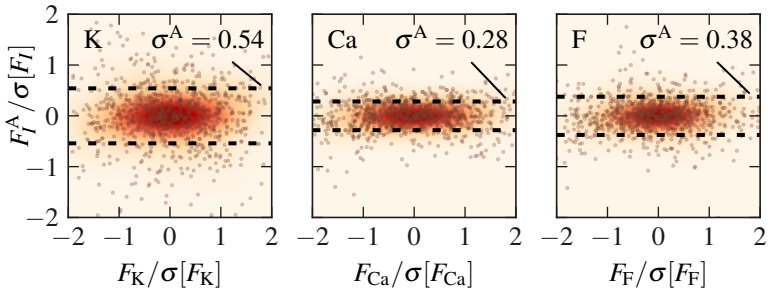 K σ^A = 0.54
Ca σ^A = 0.28
F σ^A = 0.38
F_I^A/σ[F_I]
2
1
0
−1
−2
−2 −1 0 1 2
−2 −1 0 1 2
−2 −1 0 1 2
F_K/σ[F_K]
F_Ca/σ[F_Ca]
F_F/σ[F_F]